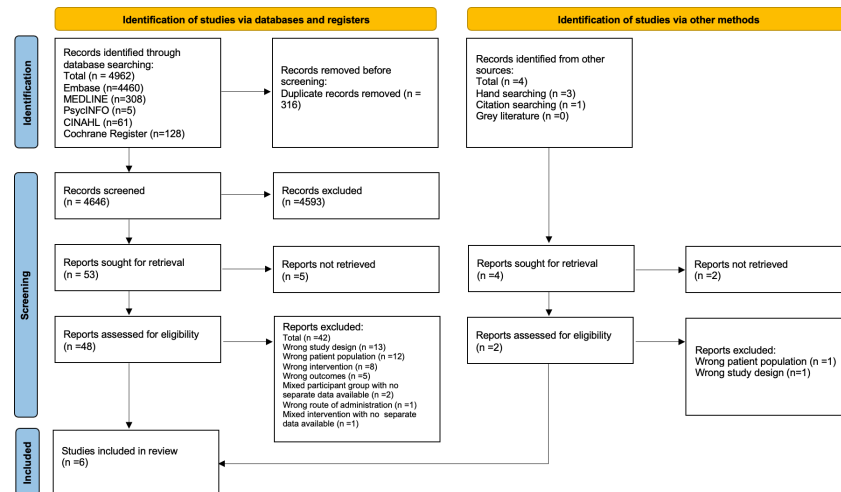 Identification of studies via databases and registers
Identification of studies via other methods
Identification
Records identified through
database searching:
Total (n = 4962)
Embase (n=4460)
MEDLINE (n=308)
PsycINFO (n=5)
CINAHL (n=61)
Cochrane Register (n=128)
Records removed before
screening:
Duplicate records removed (n =
316)
Records identified from other
sources:
Total (n =4)
Hand searching (n =3)
Citation searching (n =1)
Grey literature (n =0)
Screening
Records screened
(n = 4646)
Records excluded
(n =4593)
Reports sought for retrieval
(n = 53)
Reports not retrieved
(n =5)
Reports sought for retrieval
(n =4)
Reports not retrieved
(n =2)
Reports assessed for eligibility
(n =48)
Reports excluded:
Total (n =42)
Wrong study design (n =13)
Wrong patient population (n =12)
Wrong intervention (n =8)
Wrong outcomes (n =5)
Mixed participant group with no
separate data available (n =2)
Wrong route of administration (n =1)
Mixed intervention with no separate
data available (n =1)
Reports assessed for eligibility
(n =2)
Reports excluded:
Wrong patient population (n =1)
Wrong study design (n=1)
Included
Studies included in review
(n =6)